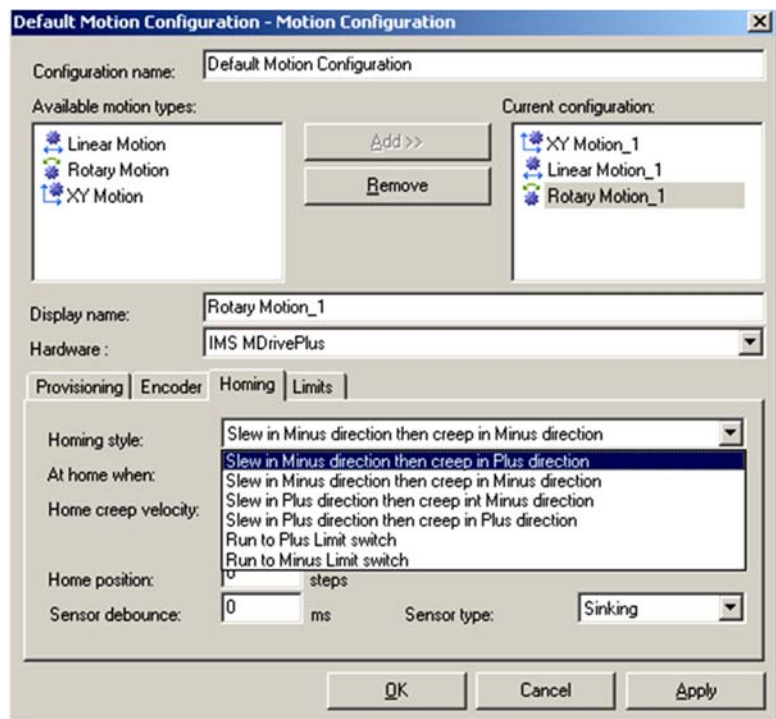 Default Motion Configuration - Motion Configuration
Configuration name: Default Motion Configuration
Available motion types:
Current configuration:
Linear Motion
Rotary Motion
XY Motion
Add >>
Remove
XY Motion_1
Linear Motion_1
Rotary Motion_1
Display name: Rotary Motion_1
Hardware : IMS MDrivePlus
Provisioning Encoder Homing Limits
Homing style: Slew in Minus direction then creep in Minus direction
At home when:
Home creep velocity:
Slew in Minus direction then creep in Plus direction
Slew in Minus direction then creep in Minus direction
Slew in Plus direction then creep int Minus direction
Slew in Plus direction then creep in Plus direction
Run to Plus Limit switch
Run to Minus Limit switch
Home position: 0 steps
Sensor debounce: 0 ms Sensor type: Sinking
OK Cancel Apply